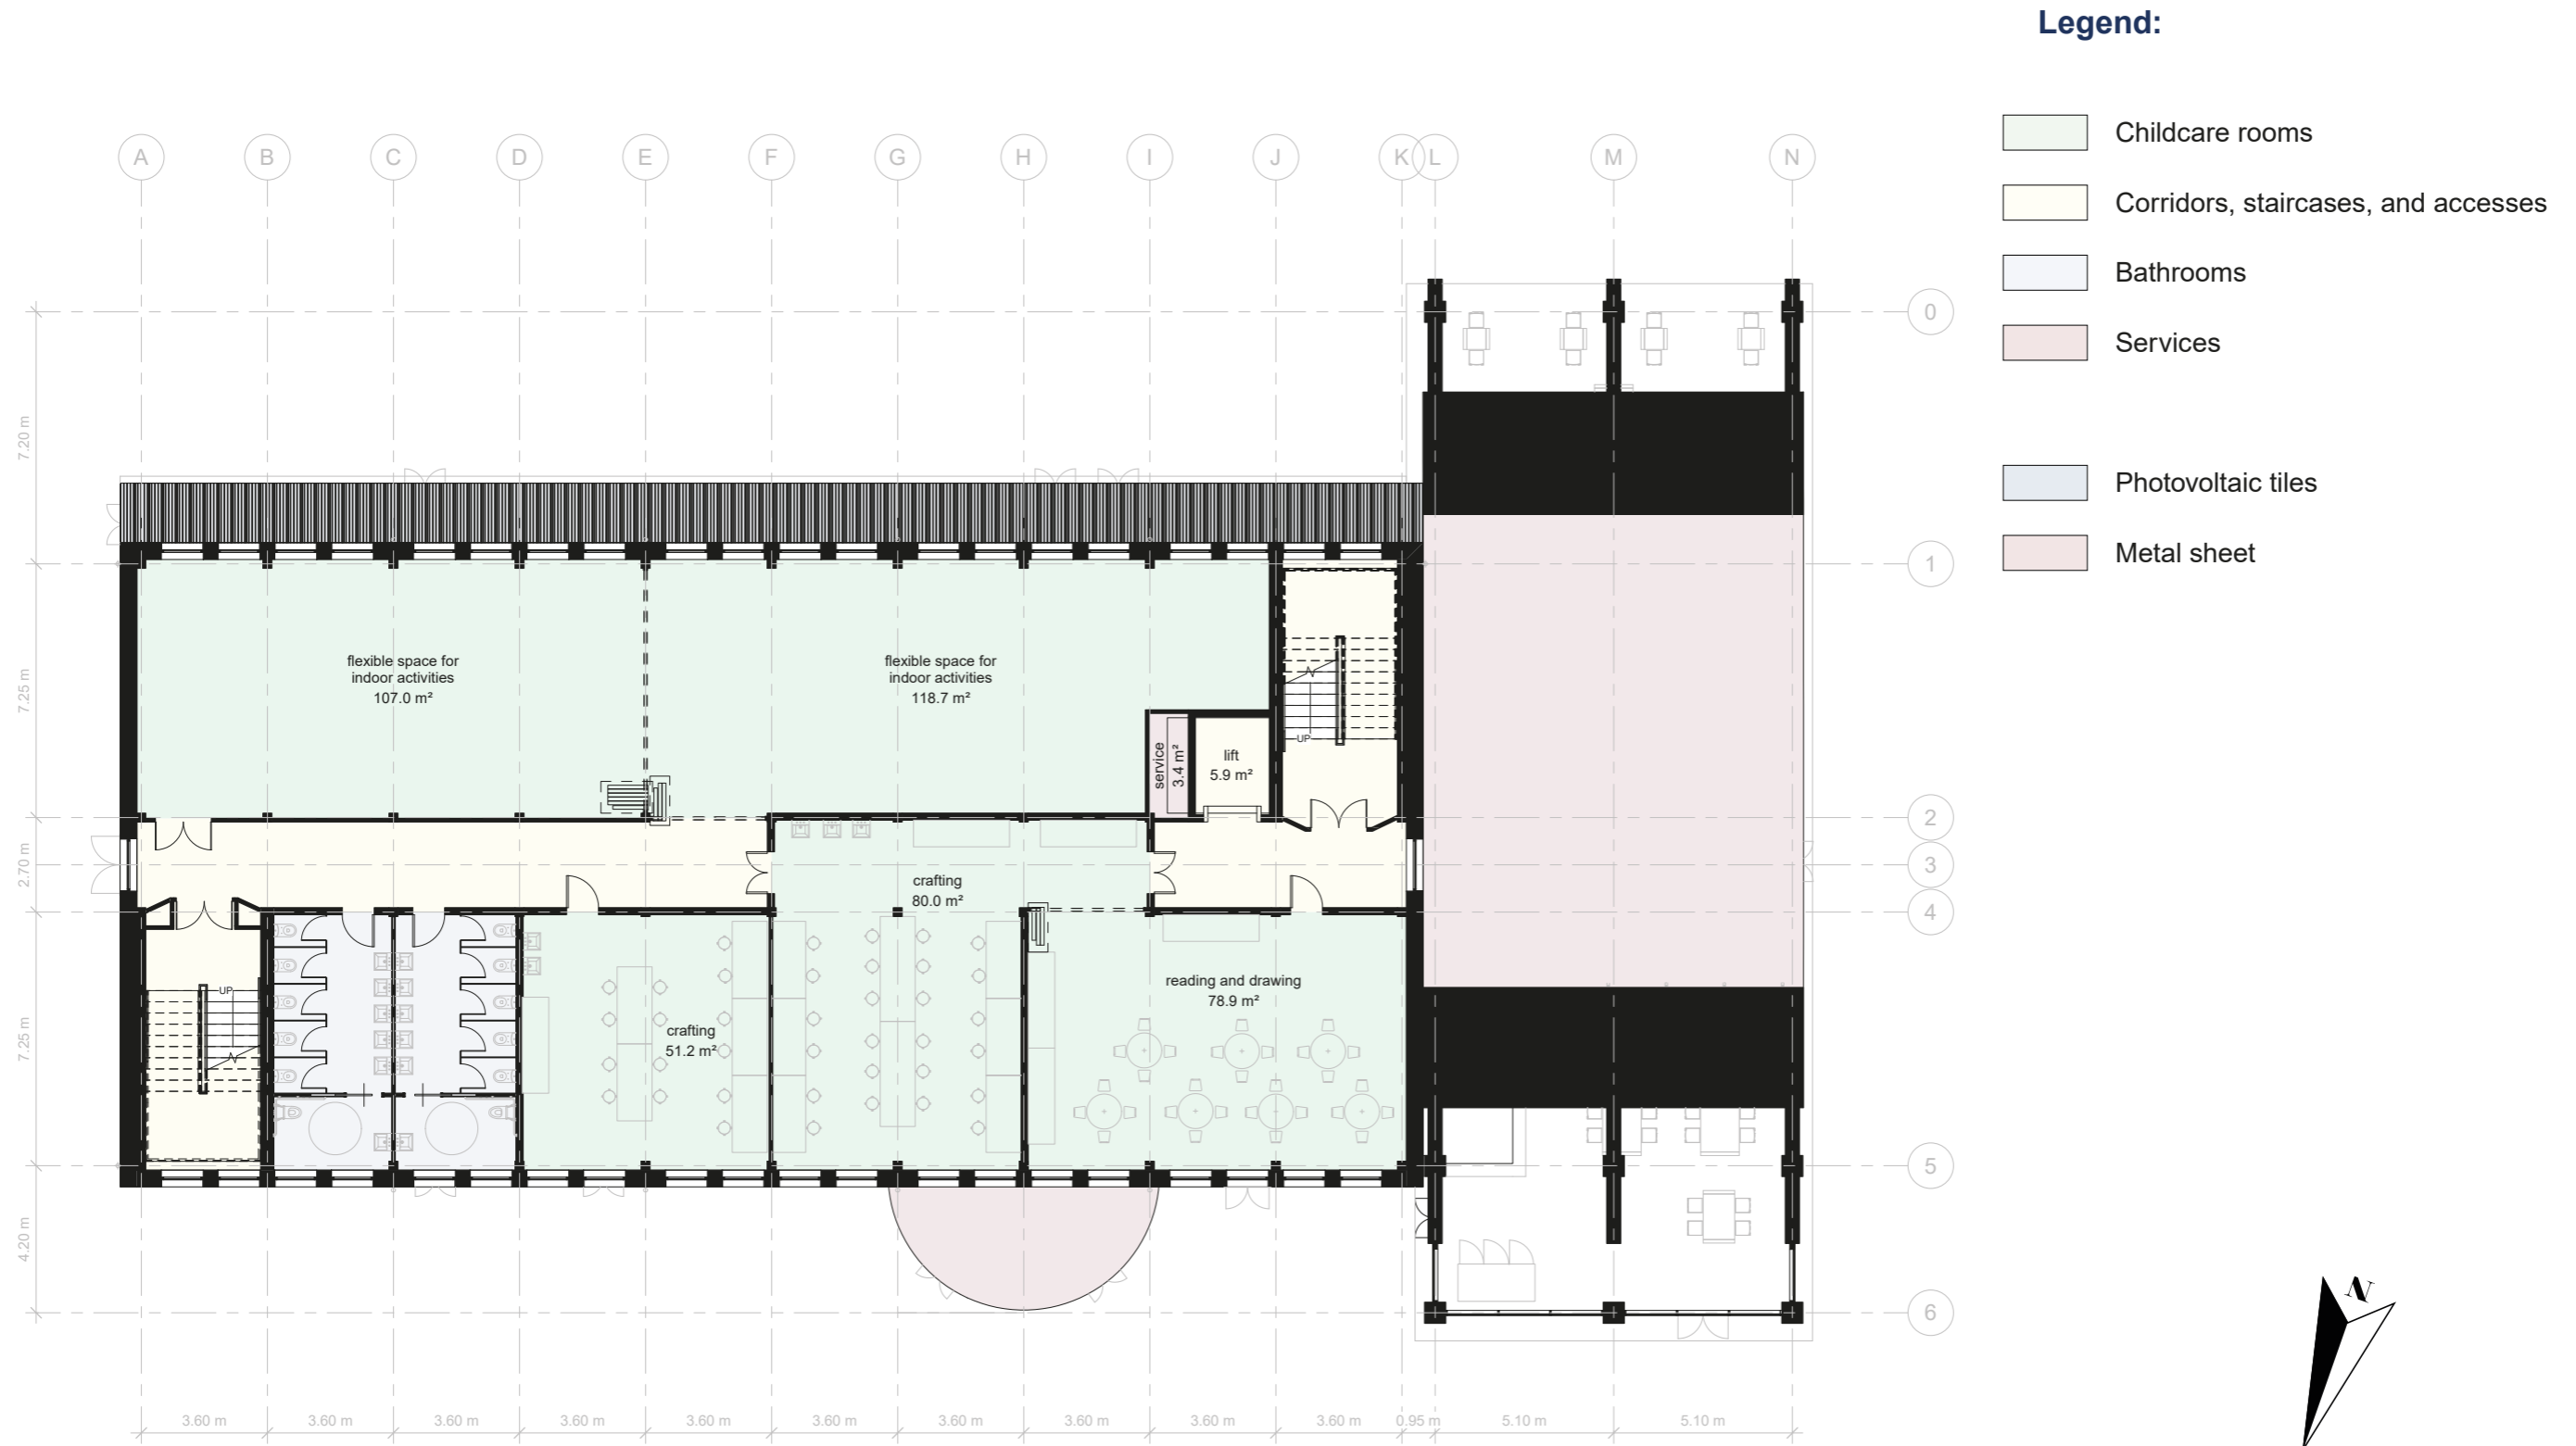 Legend:
Childcare rooms
Corridors, staircases, and accesses
Bathrooms
Services
Photovoltaic tiles
Metal sheet
A B C D E F G H I J K L M N
0
1
2
3
4
5
6
7.20 m
7.25 m
2.70 m
7.25 m
4.20 m
flexible space for
indoor activities
107.0 m²
flexible space for
indoor activities
118.7 m²
service
3.4 m²
lift
5.9 m²
UP
crafting
80.0 m²
reading and drawing
78.9 m²
UP
crafting
51.2 m²
3.60 m 3.60 m 3.60 m 3.60 m 3.60 m 3.60 m 3.60 m 3.60 m 3.60 m 3.60 m 0.95 m 5.10 m 5.10 m
N